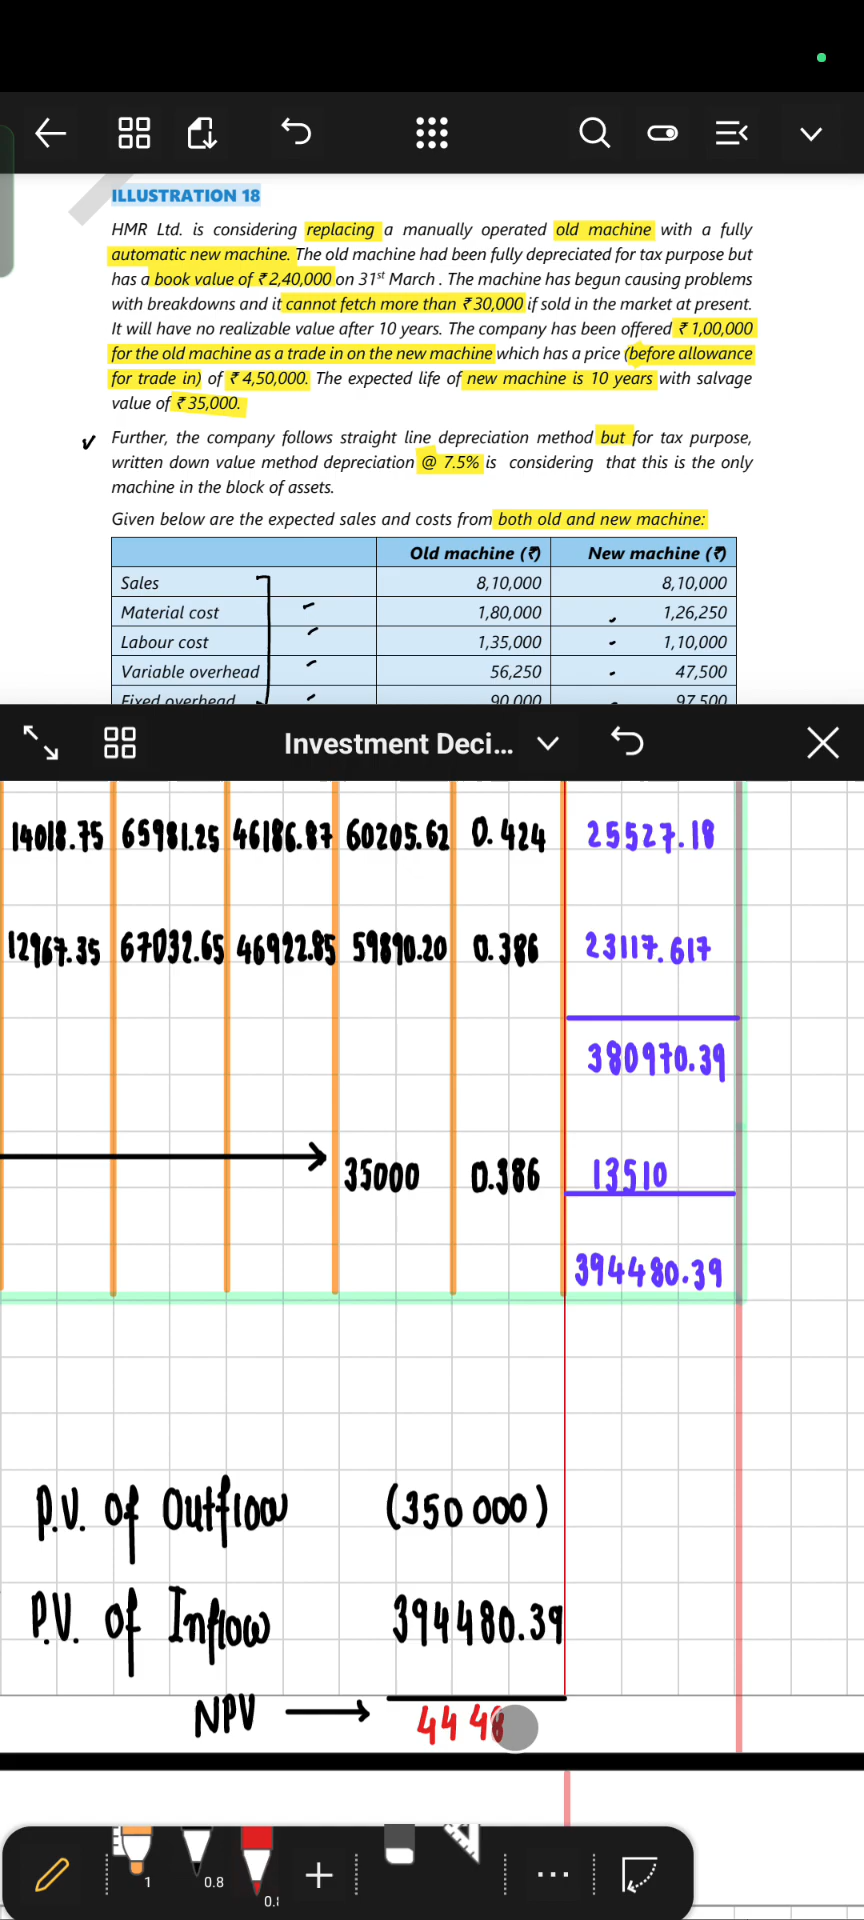 ILLUSTRATION 18
HMR Ltd. is considering replacing a manually operated old machine with a fully
automatic new machine. The old machine had been fully depreciated for tax purpose but
has a book value of ₹ 2,40,000 on 31st March . The machine has begun causing problems
with breakdowns and it cannot fetch more than ₹ 30,000 if sold in the market at present.
It will have no realizable value after 10 years. The company has been offered ₹ 1,00,000
for the old machine as a trade in on the new machine which has a price (before allowance
for trade in) of ₹ 4,50,000. The expected life of new machine is 10 years with salvage
value of ₹ 35,000.
✓ Further, the company follows straight line depreciation method but for tax purpose,
written down value method depreciation @ 7.5% is considering that this is the only
machine in the block of assets.
Given below are the expected sales and costs from both old and new machine:
Old machine (₹) New machine (₹)
Sales 8,10,000 8,10,000
Material cost 1,80,000 1,26,250
Labour cost 1,35,000 1,10,000
Variable overhead 56,250 47,500
Fixed overhead 90,000 97,500
Investment Deci...
14018.75 65981.25 46186.87 60205.62 0.424 25527.18
12967.35 67032.65 46922.85 59890.20 0.386 23117.617
380970.39
35000 0.386 13510
394480.39
P.V. of Outflow (350000)
P.V. of Inflow 394480.39
NPV → 44 48
1 0.8 0.8